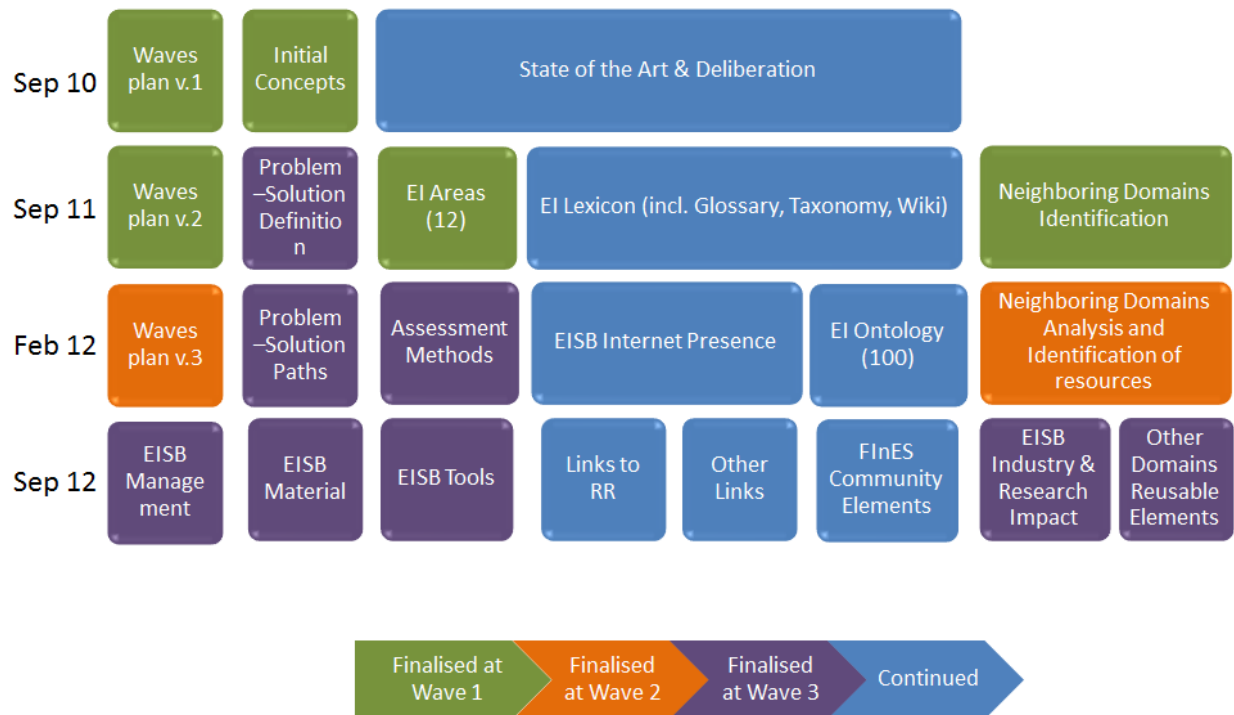 Sep 10
Waves
plan v.1
Initial
Concepts
State of the Art & Deliberation
Sep 11
Waves
plan v.2
Problem
–Solution
Definitio
n
EI Areas
(12)
EI Lexicon (incl. Glossary, Taxonomy, Wiki)
Neighboring Domains
Identification
Feb 12
Waves
plan v.3
Problem
–Solution
Paths
Assessment
Methods
EISB Internet Presence
EI Ontology
(100)
Neighboring Domains
Analysis and
Identification of
resources
Sep 12
EISB
Manage
ment
EISB
Material
EISB Tools
Links to
RR
Other
Links
FInES
Community
Elements
EISB
Industry &
Research
Impact
Other
Domains
Reusable
Elements
Finalised at
Wave 1
Finalised
at Wave 2
Finalised
at Wave 3
Continued